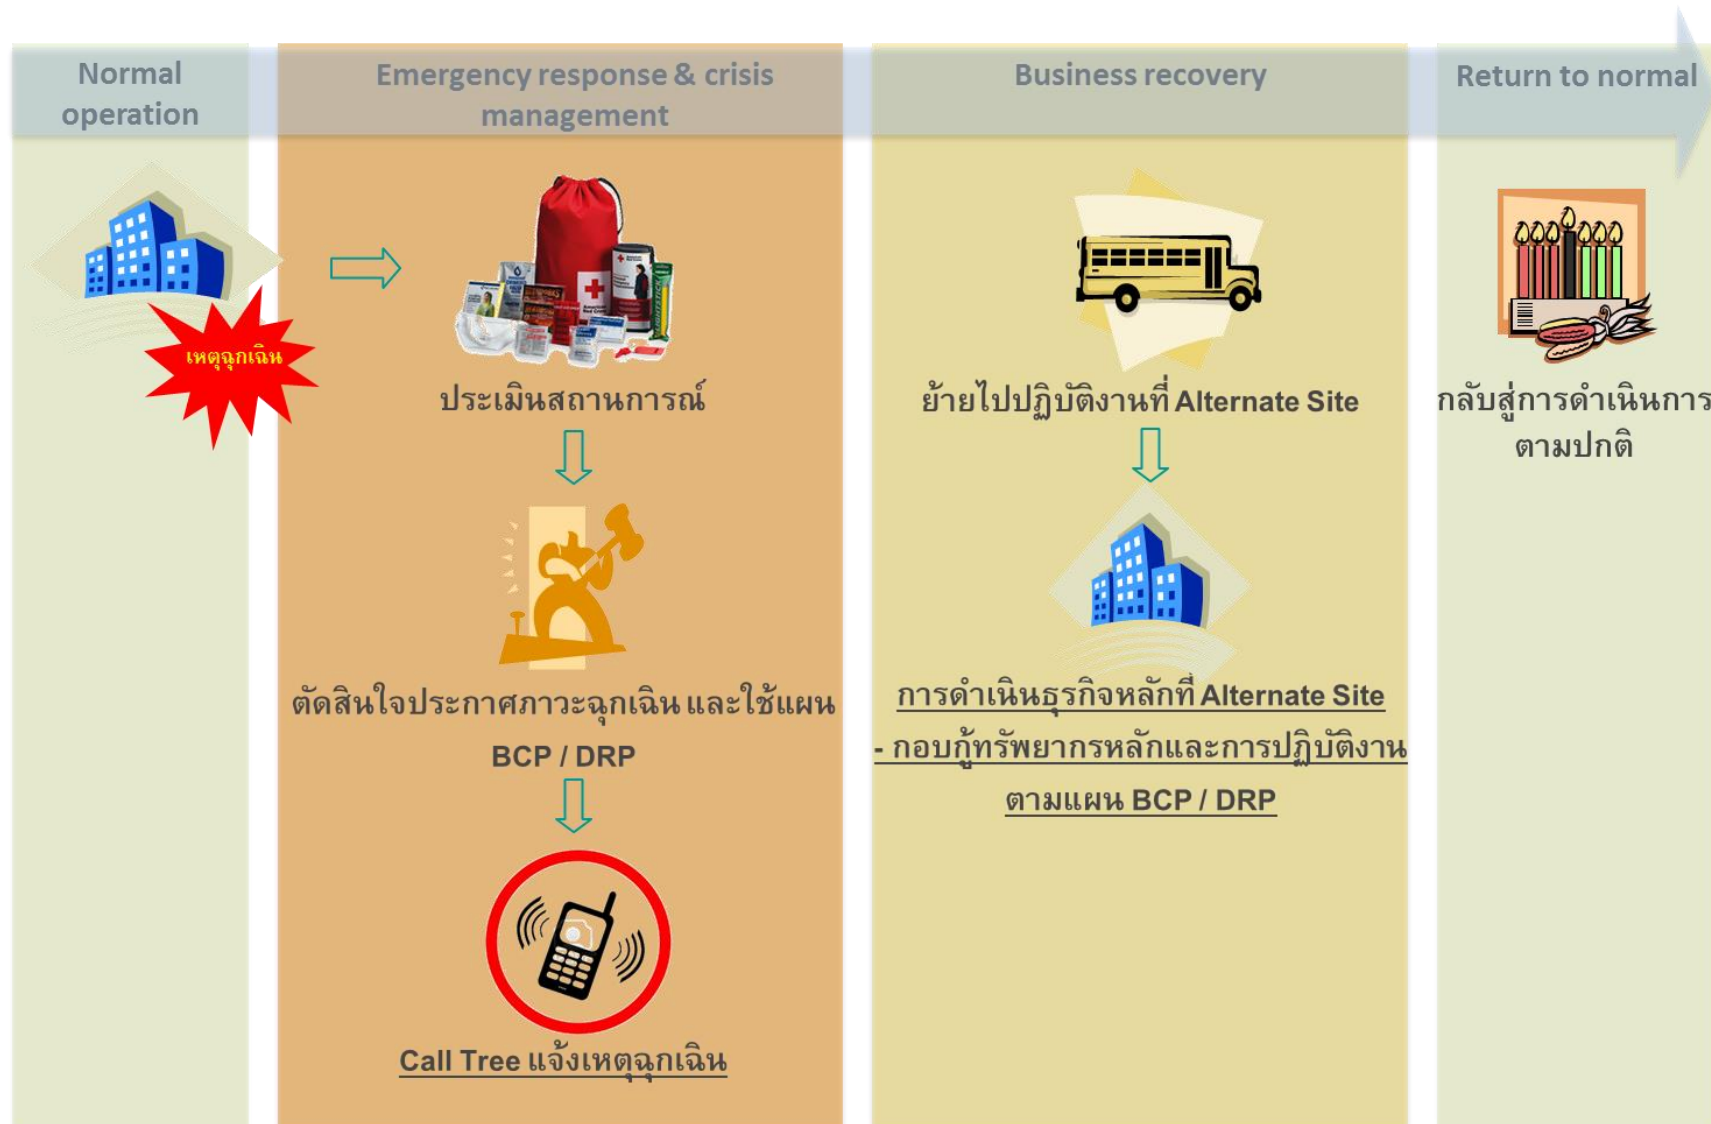 Normal
operation
Emergency response & crisis
management
Business recovery
Return to normal
เหตุฉุกเฉิน
ประเมินสถานการณ์
ตัดสินใจประกาศภาวะฉุกเฉิน และใช้แผน
BCP / DRP
Call Tree แจ้งเหตุฉุกเฉิน
ย้ายไปปฏิบัติงานที่ Alternate Site
การดำเนินธุรกิจหลักที่ Alternate Site
- กอบกู้ทรัพยากรหลักและการปฏิบัติงาน
ตามแผน BCP / DRP
กลับสู่การดำเนินการ
ตามปกติ